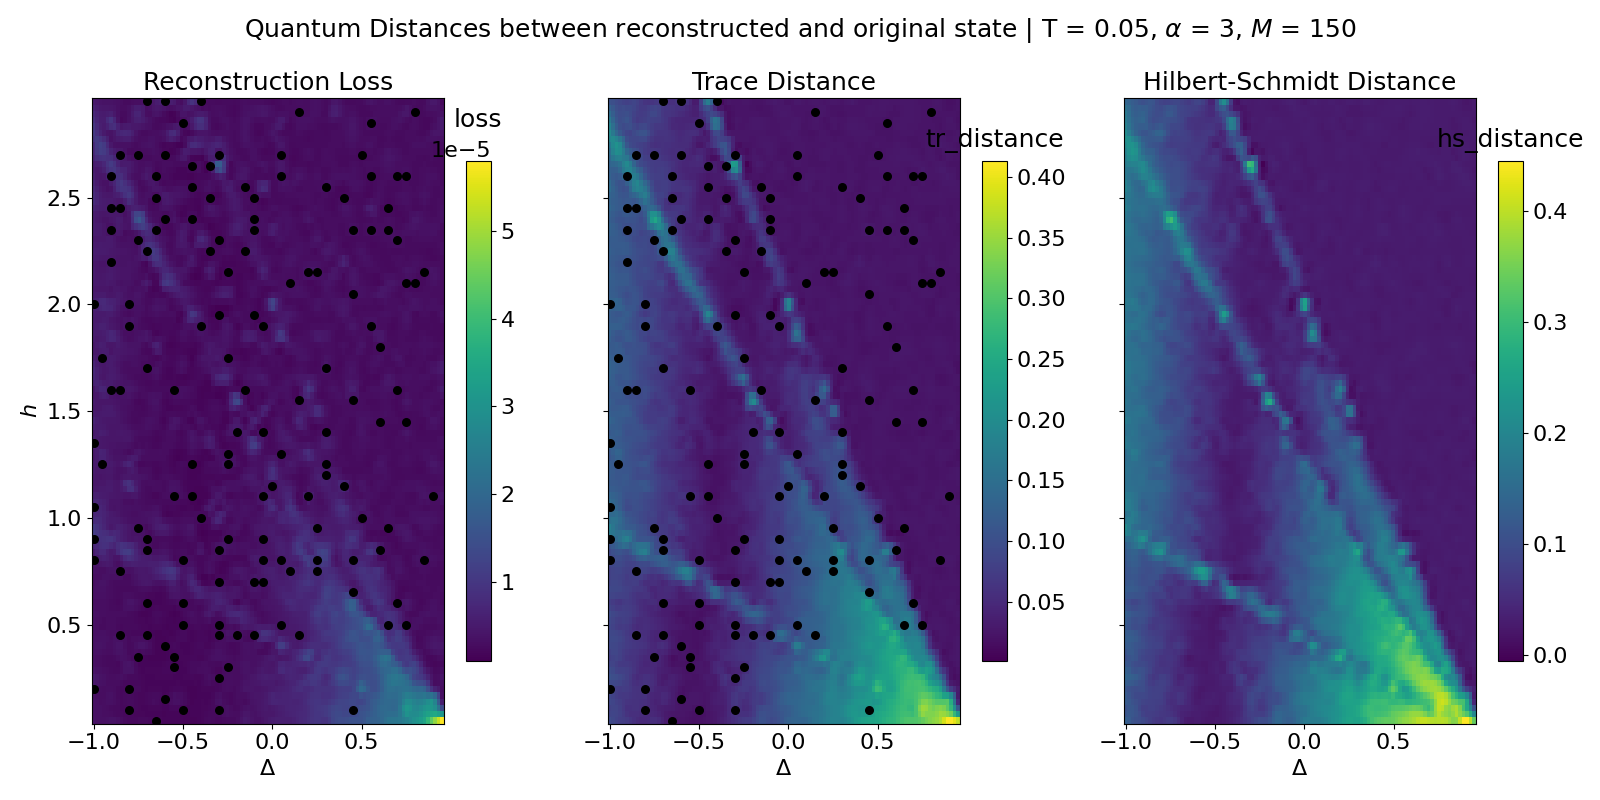 Quantum Distances between reconstructed and original state | T = 0.05, α = 3, M = 150
Reconstruction Loss
Trace Distance
Hilbert-Schmidt Distance
loss
1e−5
tr_distance
hs_distance
h
2.5
2.0
1.5
1.0
0.5
−1.0
−0.5
0.0
0.5
Δ
5
4
3
2
1
−1.0
−0.5
0.0
0.5
Δ
0.40
0.35
0.30
0.25
0.20
0.15
0.10
0.05
−1.0
−0.5
0.0
0.5
Δ
0.4
0.3
0.2
0.1
0.0